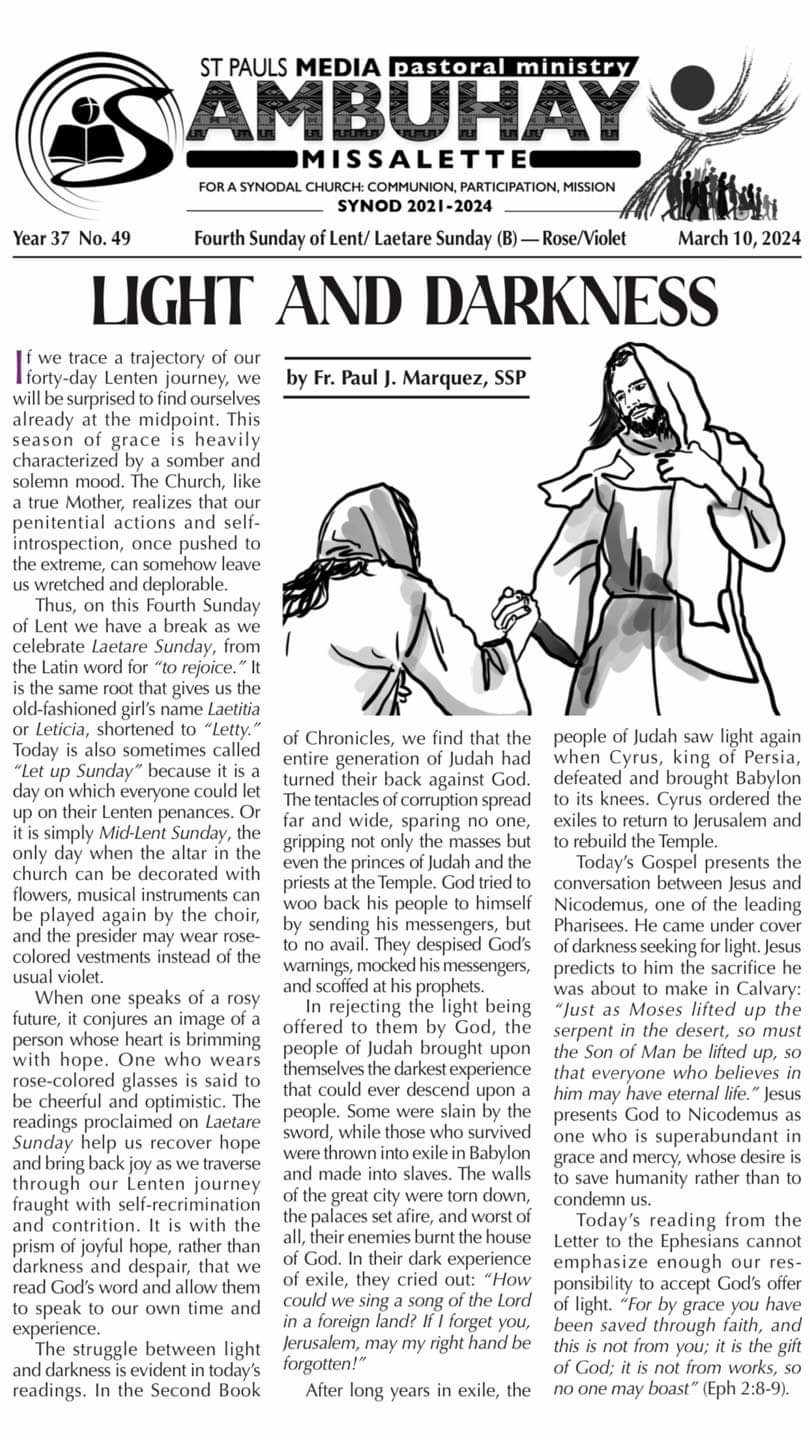 ST PAULS MEDIA pastoral ministry
SAMBUHAY
MISSALETTE
FOR A SYNODAL CHURCH: COMMUNION, PARTICIPATION, MISSION
SYNOD 2021-2024
Year 37 No. 49
Fourth Sunday of Lent/ Laetare Sunday (B) — Rose/Violet
March 10, 2024
LIGHT AND DARKNESS
by Fr. Paul J. Marquez, SSP
If we trace a trajectory of our
forty-day Lenten journey, we
will be surprised to find ourselves
already at the midpoint. This
season of grace is heavily
characterized by a somber and
solemn mood. The Church, like
a true Mother, realizes that our
penitential actions and self-
introspection, once pushed to
the extreme, can somehow leave
us wretched and deplorable.
Thus, on this Fourth Sunday
of Lent we have a break as we
celebrate Laetare Sunday, from
the Latin word for “to rejoice.” It
is the same root that gives us the
old-fashioned girl’s name Laetitia
or Leticia, shortened to “Letty.”
Today is also sometimes called
“Let up Sunday” because it is a
day on which everyone could let
up on their Lenten penances. Or
it is simply Mid-Lent Sunday, the
only day when the altar in the
church can be decorated with
flowers, musical instruments can
be played again by the choir,
and the presider may wear rose-
colored vestments instead of the
usual violet.
When one speaks of a rosy
future, it conjures an image of a
person whose heart is brimming
with hope. One who wears
rose-colored glasses is said to
be cheerful and optimistic. The
readings proclaimed on Laetare
Sunday help us recover hope
and bring back joy as we traverse
through our Lenten journey
fraught with self-recrimination
and contrition. It is with the
prism of joyful hope, rather than
darkness and despair, that we
read God’s word and allow them
to speak to our own time and
experience.
The struggle between light
and darkness is evident in today’s
readings. In the Second Book
of Chronicles, we find that the
entire generation of Judah had
turned their back against God.
The tentacles of corruption spread
far and wide, sparing no one,
gripping not only the masses but
even the princes of Judah and the
priests at the Temple. God tried to
woo back his people to himself
by sending his messengers, but
to no avail. They despised God’s
warnings, mocked his messengers,
and scoffed at his prophets.
In rejecting the light being
offered to them by God, the
people of Judah brought upon
themselves the darkest experience
that could ever descend upon a
people. Some were slain by the
sword, while those who survived
were thrown into exile in Babylon
and made into slaves. The walls
of the great city were torn down,
the palaces set afire, and worst of
all, their enemies burnt the house
of God. In their dark experience
of exile, they cried out: “How
could we sing a song of the Lord
in a foreign land? If I forget you,
Jerusalem, may my right hand be
forgotten!”
After long years in exile, the
people of Judah saw light again
when Cyrus, king of Persia,
defeated and brought Babylon
to its knees. Cyrus ordered the
exiles to return to Jerusalem and
to rebuild the Temple.
Today’s Gospel presents the
conversation between Jesus and
Nicodemus, one of the leading
Pharisees. He came under cover
of darkness seeking for light. Jesus
predicts to him the sacrifice he
was about to make in Calvary:
“Just as Moses lifted up the
serpent in the desert, so must
the Son of Man be lifted up, so
that everyone who believes in
him may have eternal life.” Jesus
presents God to Nicodemus as
one who is superabundant in
grace and mercy, whose desire is
to save humanity rather than to
condemn us.
Today’s reading from the
Letter to the Ephesians cannot
emphasize enough our res-
ponsibility to accept God’s offer
of light. “For by grace you have
been saved through faith, and
this is not from you; it is the gift
of God; it is not from works, so
no one may boast” (Eph 2:8-9).